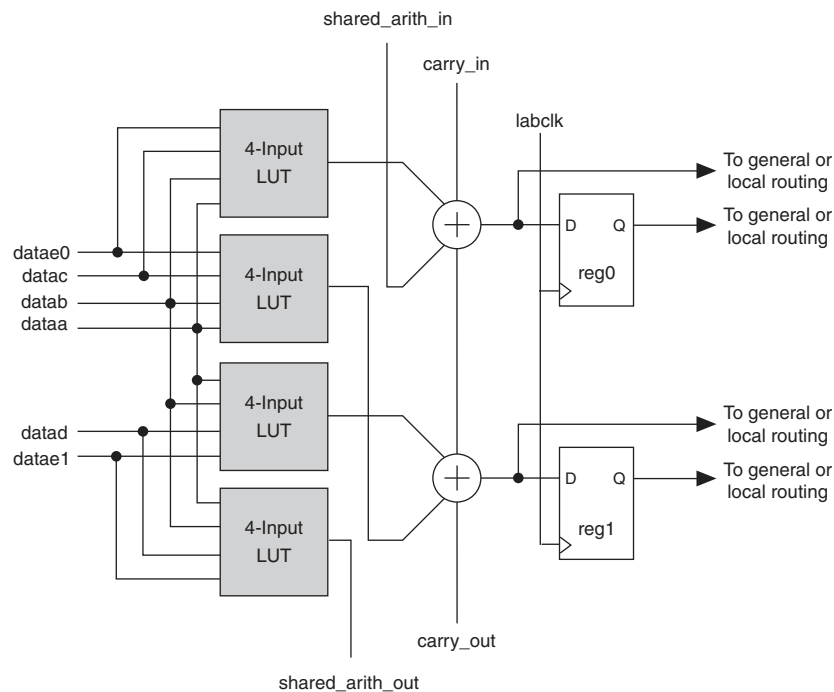 shared_arith_in
carry_in
labclk
4-Input
LUT
To general or
local routing
D Q
To general or
local routing
reg0
datae0
datac
datab
dataa
4-Input
LUT
4-Input
LUT
datad
datae1
To general or
local routing
D Q
To general or
local routing
reg1
4-Input
LUT
carry_out
shared_arith_out